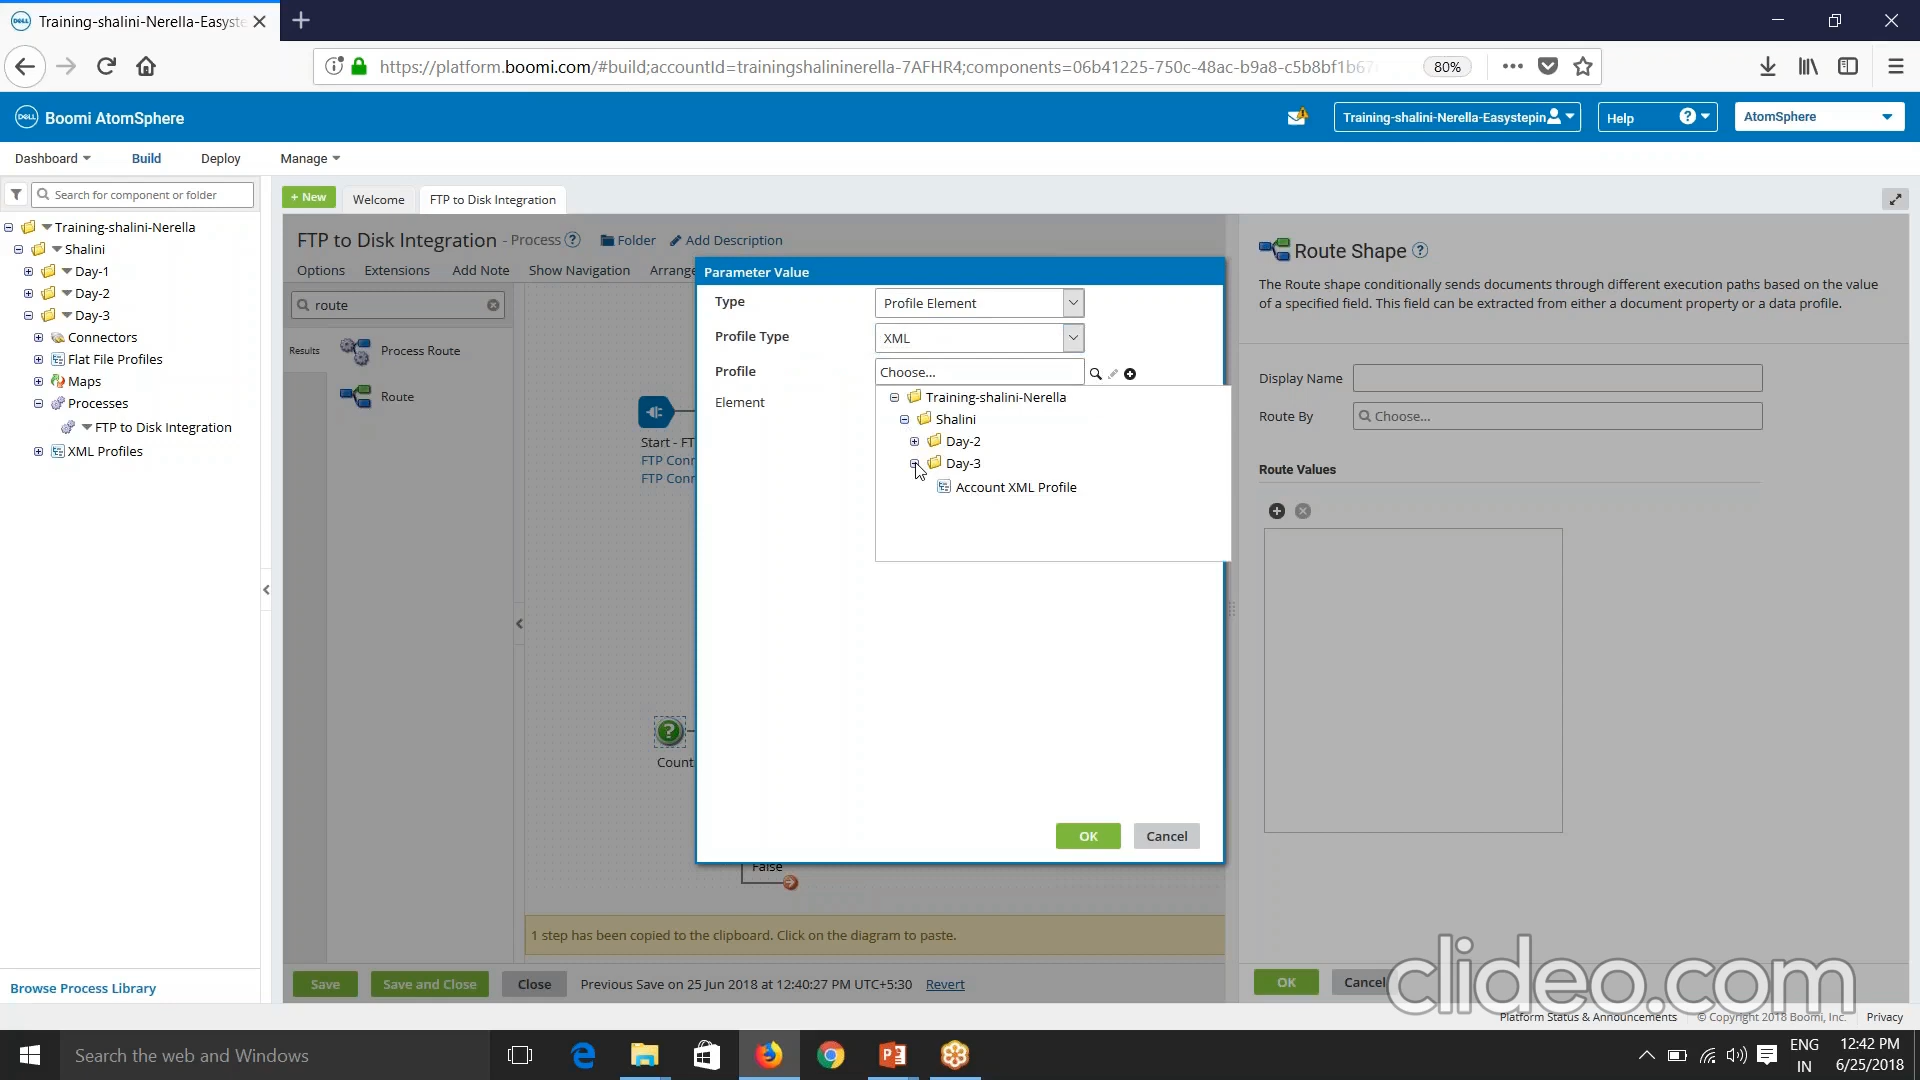 Training-shalini-Nerella-Easyste
https://platform.boomi.com/#build;accountId=trainingshalininerella-7AFHR4;components=06b41225-750c-48ac-b9a8-c5b8bf1b67
80%
DELL Boomi AtomSphere
Training-shalini-Nerella-Easystepin
Help
AtomSphere
Dashboard
Build
Deploy
Manage
Search for component or folder
+ New
Welcome
FTP to Disk Integration
Training-shalini-Nerella
Shalini
Day-1
Day-2
Day-3
Connectors
Flat File Profiles
Maps
Processes
FTP to Disk Integration
XML Profiles
Browse Process Library
FTP to Disk Integration - Process
Folder
Add Description
Options
Extensions
Add Note
Show Navigation
Arrange
route
Results
Process Route
Route
Start - FT
FTP Conn
FTP Conn
Count
False
Parameter Value
Type
Profile Element
Profile Type
XML
Profile
Choose...
Element
Training-shalini-Nerella
Shalini
Day-2
Day-3
Account XML Profile
OK
Cancel
1 step has been copied to the clipboard. Click on the diagram to paste.
Save
Save and Close
Close
Previous Save on 25 Jun 2018 at 12:40:27 PM UTC+5:30
Revert
Route Shape
The Route shape conditionally sends documents through different execution paths based on the value
of a specified field. This field can be extracted from either a document property or a data profile.
Display Name
Route By
Choose...
Route Values
OK
Cancel
clideo.com
Platform Status & Announcements
© Copyright 2018 Boomi, Inc.
Privacy
Search the web and Windows
ENG
IN
12:42 PM
6/25/2018